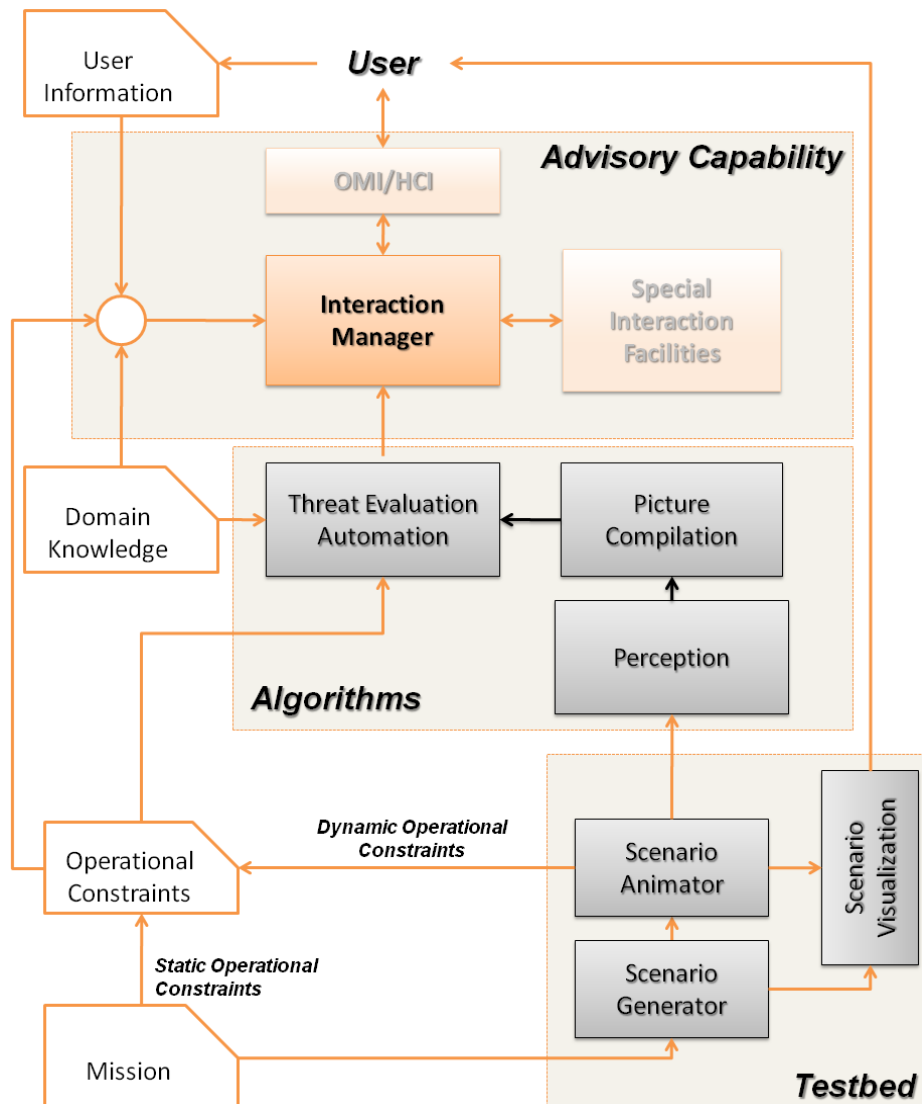 User
Information
User
Advisory Capability
OMI/HCI
Interaction
Manager
Special
Interaction
Facilities
Domain
Knowledge
Threat Evaluation
Automation
Picture
Compilation
Perception
Algorithms
Dynamic Operational
Constraints
Operational
Constraints
Scenario
Animator
Scenario
Visualization
Static Operational
Constraints
Scenario
Generator
Mission
Testbed